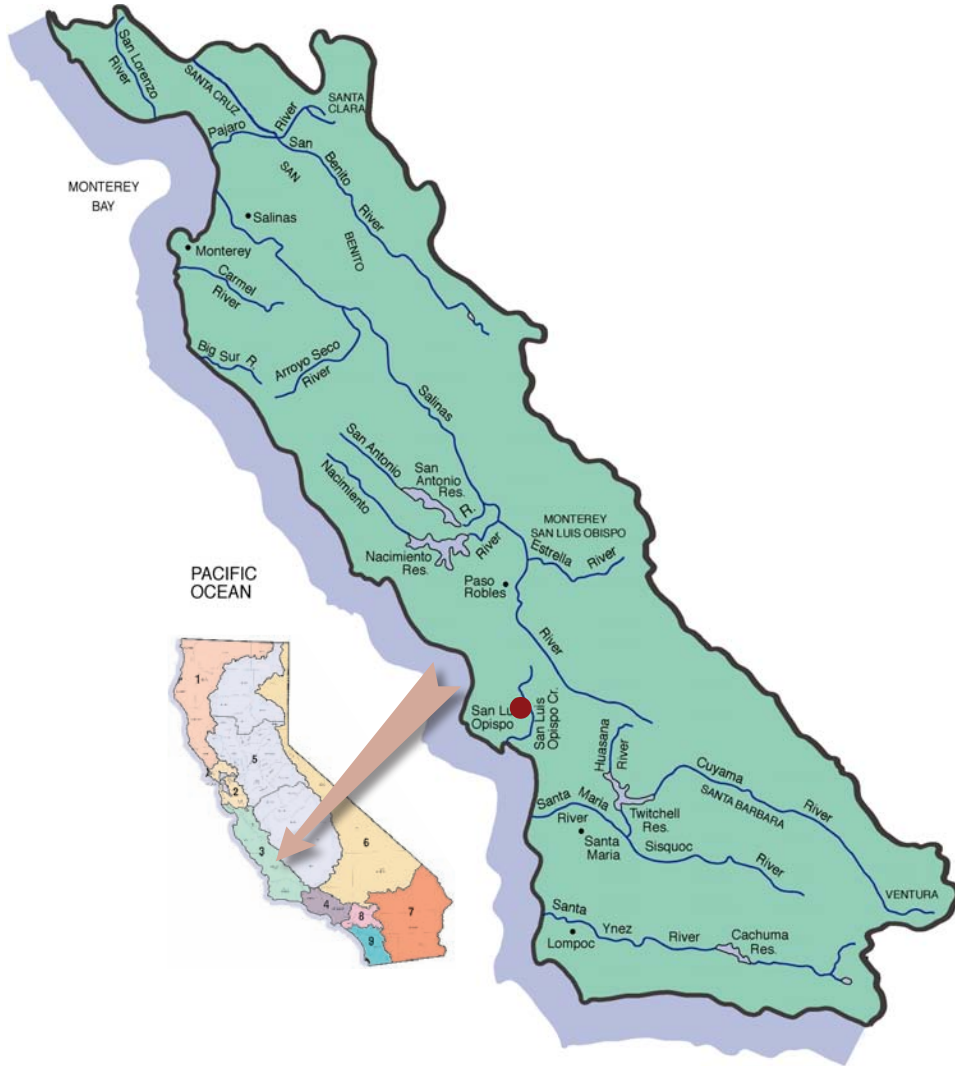 San Lorenzo
River
SANTA CRUZ
SANTA
CLARA
Pajaro
River
San
Benito
River
SAN
BENITO
MONTEREY
BAY
Salinas
Monterey
Carmel
River
Big Sur R.
Arroyo Seco
River
Salinas
San Antonio
San
Antonio
Res.
R.
Nacimiento
Nacimiento
Res.
River
MONTEREY
SAN LUIS OBISPO
Estrella River
Paso
Robles
River
PACIFIC
OCEAN
San Lu
Opispo
San Luis
Opispo Cr.
Huasana
River
Cuyama
River
SANTA BARBARA
Twitchell
Res.
Santa Maria
River
Santa
Maria
Sisquoc
River
VENTURA
Santa
Ynez
River
Lompoc
Cachuma
Res.
1
5
2
3
6
4
8
7
9